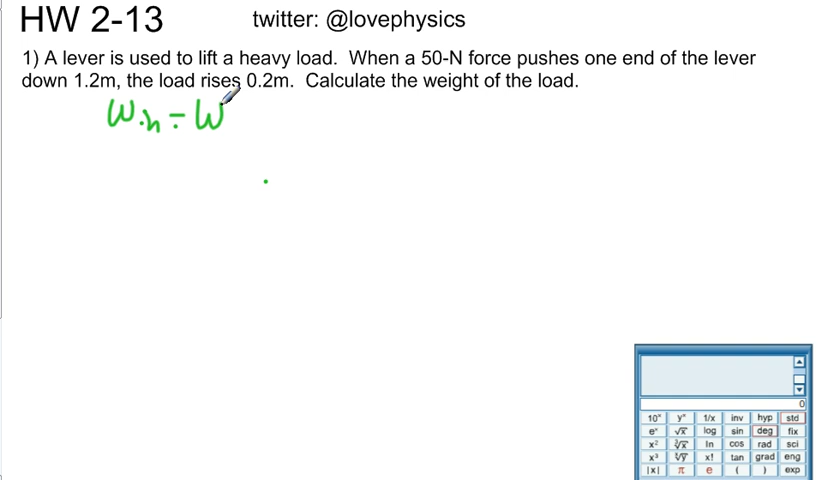 HW 2-13
twitter: @lovephysics
1) A lever is used to lift a heavy load. When a 50-N force pushes one end of the lever
down 1.2m, the load rises 0.2m. Calculate the weight of the load.
Win = W
0
10ˣ yˣ 1/x inv hyp std
eˣ √x log sin deg fix
x² ∛x ln cos rad sci
x³ ∛y x! tan grad eng
|x| π e ( ) exp